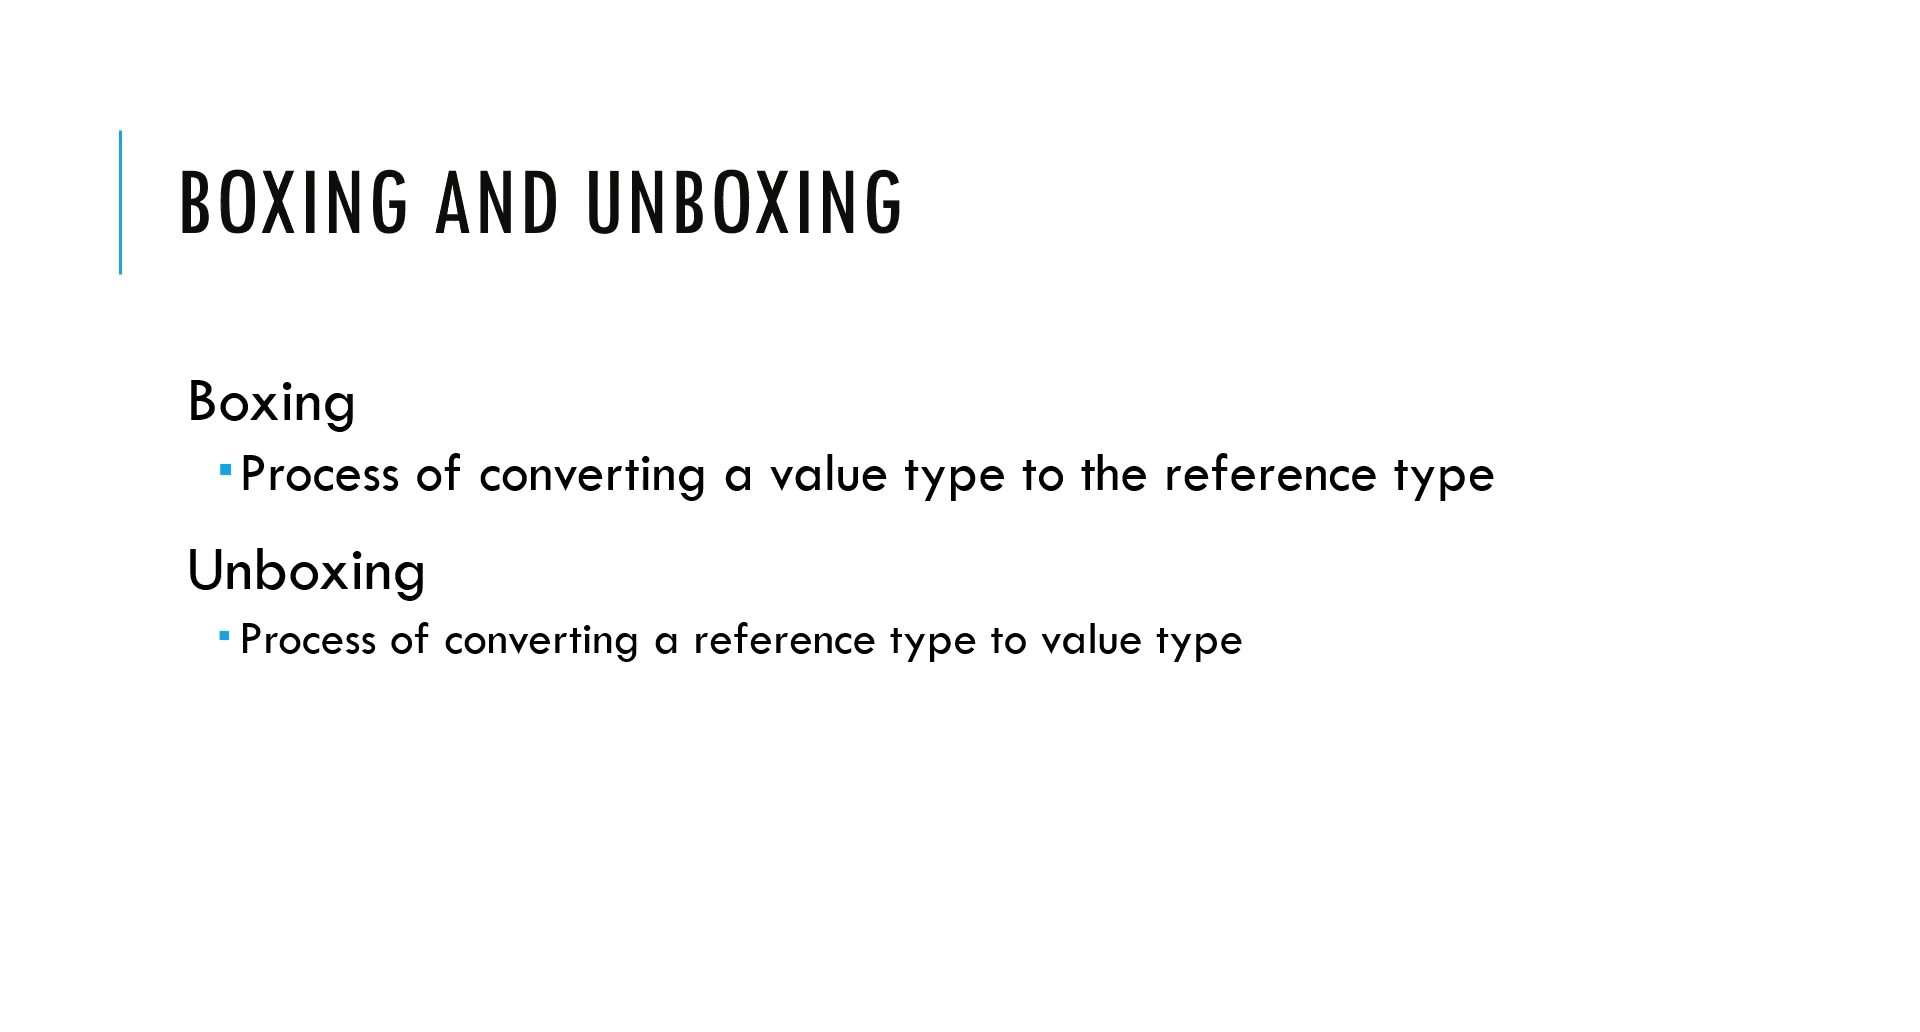 BOXING AND UNBOXING
Boxing
▪Process of converting a value type to the reference type
Unboxing
▪Process of converting a reference type to value type